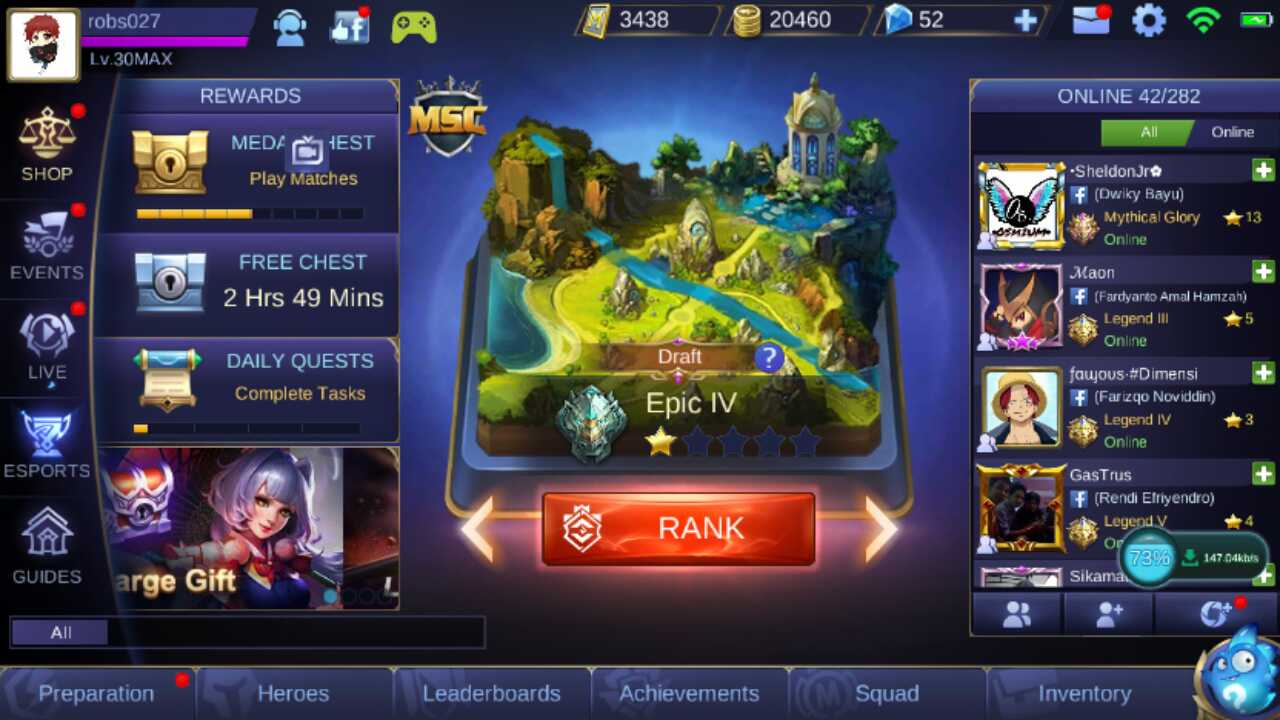 robs027
Lv.30MAX
3438
20460
52
SHOP
EVENTS
LIVE
ESPORTS
GUIDES
REWARDS
Play Matches
FREE CHEST
2 Hrs 49 Mins
DAILY QUESTS
Complete Tasks
arge Gift
All
MSC
Draft
?
Epic IV
RANK
ONLINE 42/282
All
Online
•SheldonJr✿
(Dwiky Bayu)
Mythical Glory
13
Online
ℳaon
(Fardyanto Amal Hamzah)
Legend III
5
Online
ƒαɯყous·#Dimensi
(Farizqo Noviddin)
Legend IV
3
Online
GasTrus
(Rendi Efriyendro)
Legend V
4
73%
147.04kb/s
Preparation
Heroes
Leaderboards
Achievements
Squad
Inventory